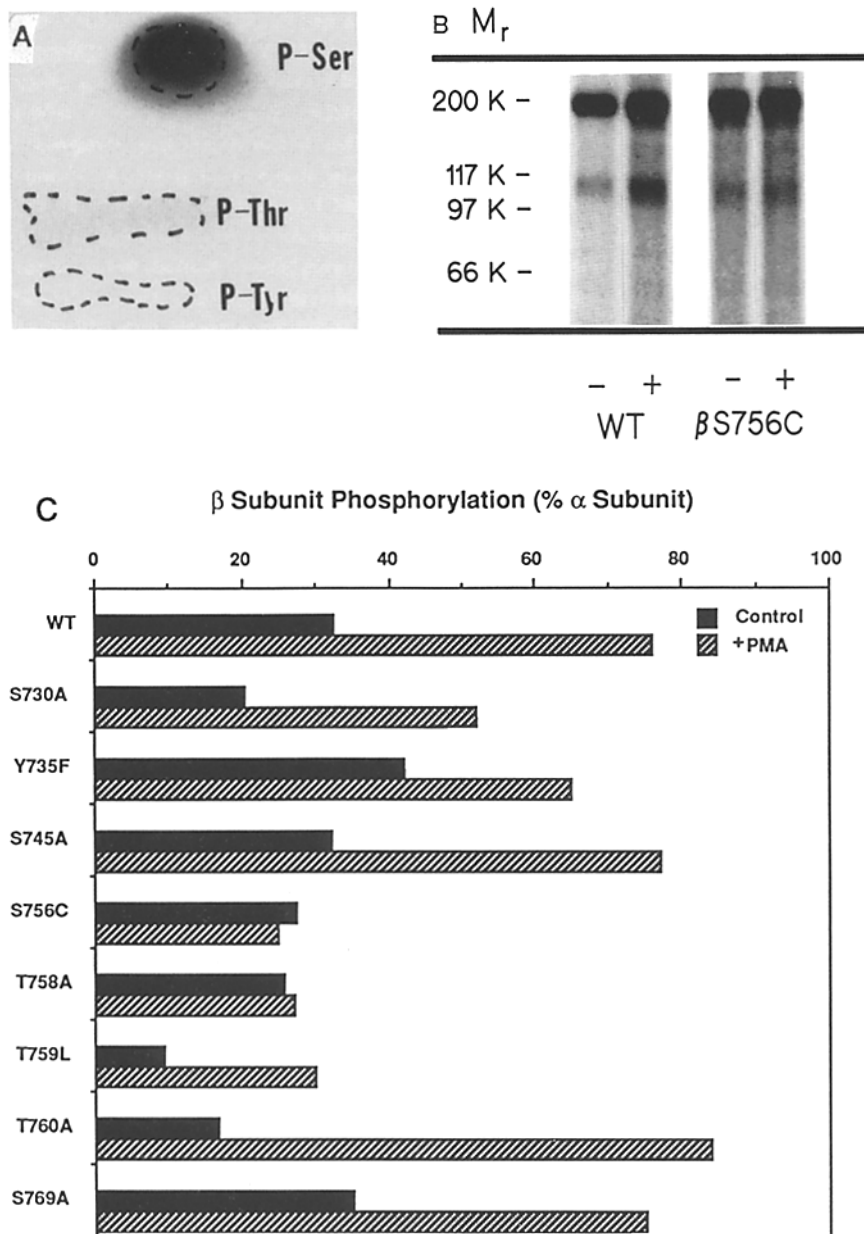 A
P-Ser
P-Thr
P-Tyr
B Mr
200 K -
117 K -
97 K -
66 K -
- + - +
WT βS756C
C β Subunit Phosphorylation (% α Subunit)
0 20 40 60 80 100
Control
+PMA
WT
S730A
Y735F
S745A
S756C
T758A
T759L
T760A
S769A